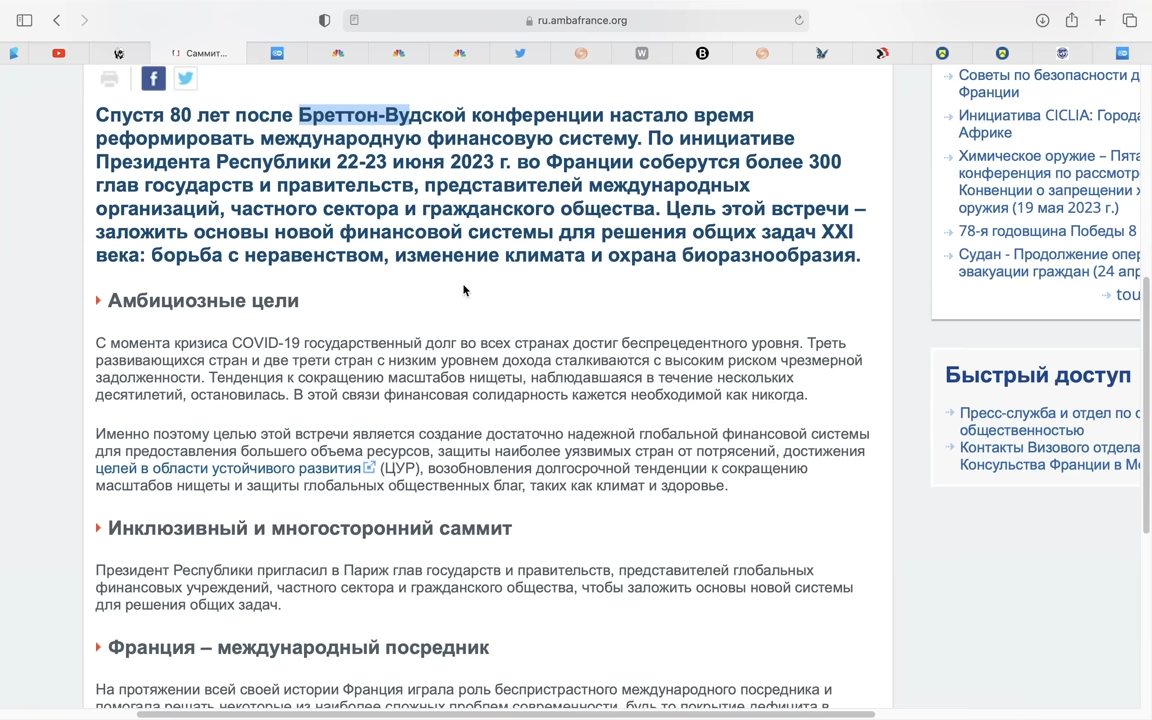 ru.ambafrance.org
Саммит...
Спустя 80 лет после Бреттон-Вудской конференции настало время
реформировать международную финансовую систему. По инициативе
Президента Республики 22-23 июня 2023 г. во Франции соберутся более 300
глав государств и правительств, представителей международных
организаций, частного сектора и гражданского общества. Цель этой встречи –
заложить основы новой финансовой системы для решения общих задач XXI
века: борьба с неравенством, изменение климата и охрана биоразнообразия.
Амбициозные цели
С момента кризиса COVID-19 государственный долг во всех странах достиг беспрецедентного уровня. Треть
развивающихся стран и две трети стран с низким уровнем дохода сталкиваются с высоким риском чрезмерной
задолженности. Тенденция к сокращению масштабов нищеты, наблюдавшаяся в течение нескольких
десятилетий, остановилась. В этой связи финансовая солидарность кажется необходимой как никогда.
Именно поэтому целью этой встречи является создание достаточно надежной глобальной финансовой системы
для предоставления большего объема ресурсов, защиты наиболее уязвимых стран от потрясений, достижения
целей в области устойчивого развития (ЦУР), возобновления долгосрочной тенденции к сокращению
масштабов нищеты и защиты глобальных общественных благ, таких как климат и здоровье.
Инклюзивный и многосторонний саммит
Президент Республики пригласил в Париж глав государств и правительств, представителей глобальных
финансовых учреждений, частного сектора и гражданского общества, чтобы заложить основы новой системы
для решения общих задач.
Франция – международный посредник
На протяжении всей своей истории Франция играла роль беспристрастного международного посредника и
помогала решать некоторые из наиболее сложных проблем современности, будь то покрытие дефицита в
Советы по безопасности д
Франции
Инициатива CICLIA: Города
Африке
Химическое оружие – Пята
конференция по рассмотр
Конвенции о запрещении х
оружия (19 мая 2023 г.)
78-я годовщина Победы 8
Судан - Продолжение опер
эвакуации граждан (24 апр
tou
Быстрый доступ
Пресс-служба и отдел по с
общественностью
Контакты Визового отдела
Консульства Франции в Мо